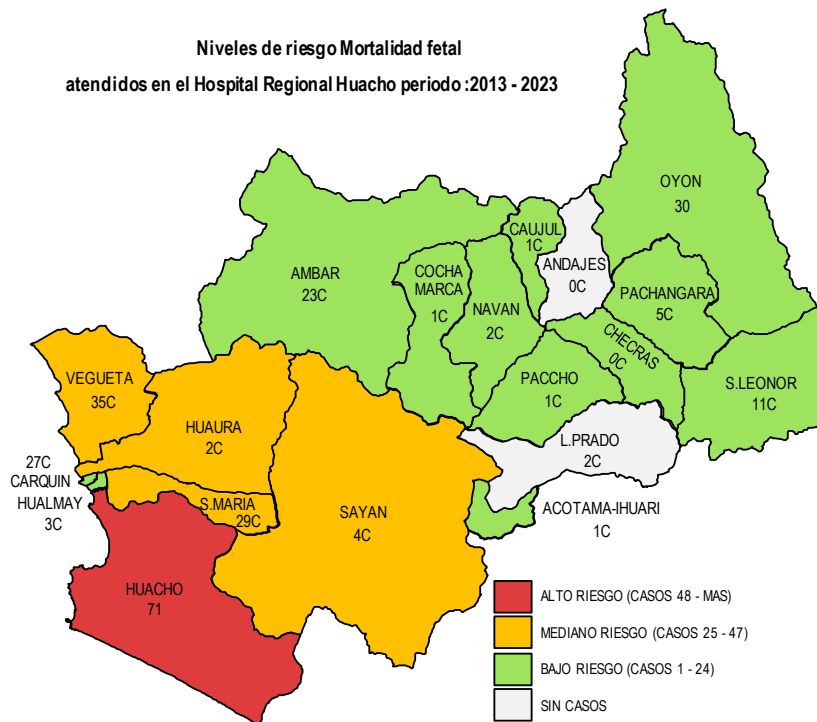 Niveles de riesgo Mortalidad fetal
atendidos en el Hospital Regional Huacho periodo :2013 - 2023
OYON
30
CAUJUL
1C
ANDAJES
0C
AMBAR
23C
COCHA
MARCA
1C
NAVAN
2C
PACHANGARA
5C
CHECRAS
0C
VEGUETA
35C
PACCHO
1C
S.LEONOR
11C
HUAURA
2C
L.PRADO
2C
27C
CARQUIN
HUALMAY
3C
S.MARIA
29C
SAYAN
4C
ACOTAMA-IHUARI
1C
HUACHO
71
ALTO RIESGO (CASOS 48 - MAS)
MEDIANO RIESGO (CASOS 25 - 47)
BAJO RIESGO (CASOS 1 - 24)
SIN CASOS